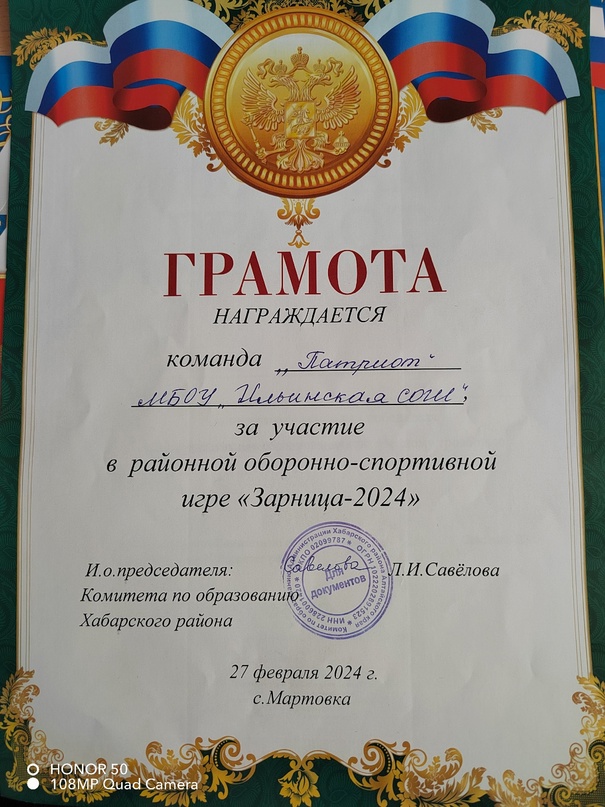 ГРАМОТА
НАГРАЖДАЕТСЯ
команда „Патриот“
МБОУ „Ильинская СОШ“,
за участие
в районной оборонно-спортивной
игре «Зарница-2024»
И.о.председателя: Савелова Л.И.Савёлова
Комитета по образованию
Хабарского района
Для
документов
27 февраля 2024 г.
с.Мартовка
HONOR 50
108MP Quad Camera